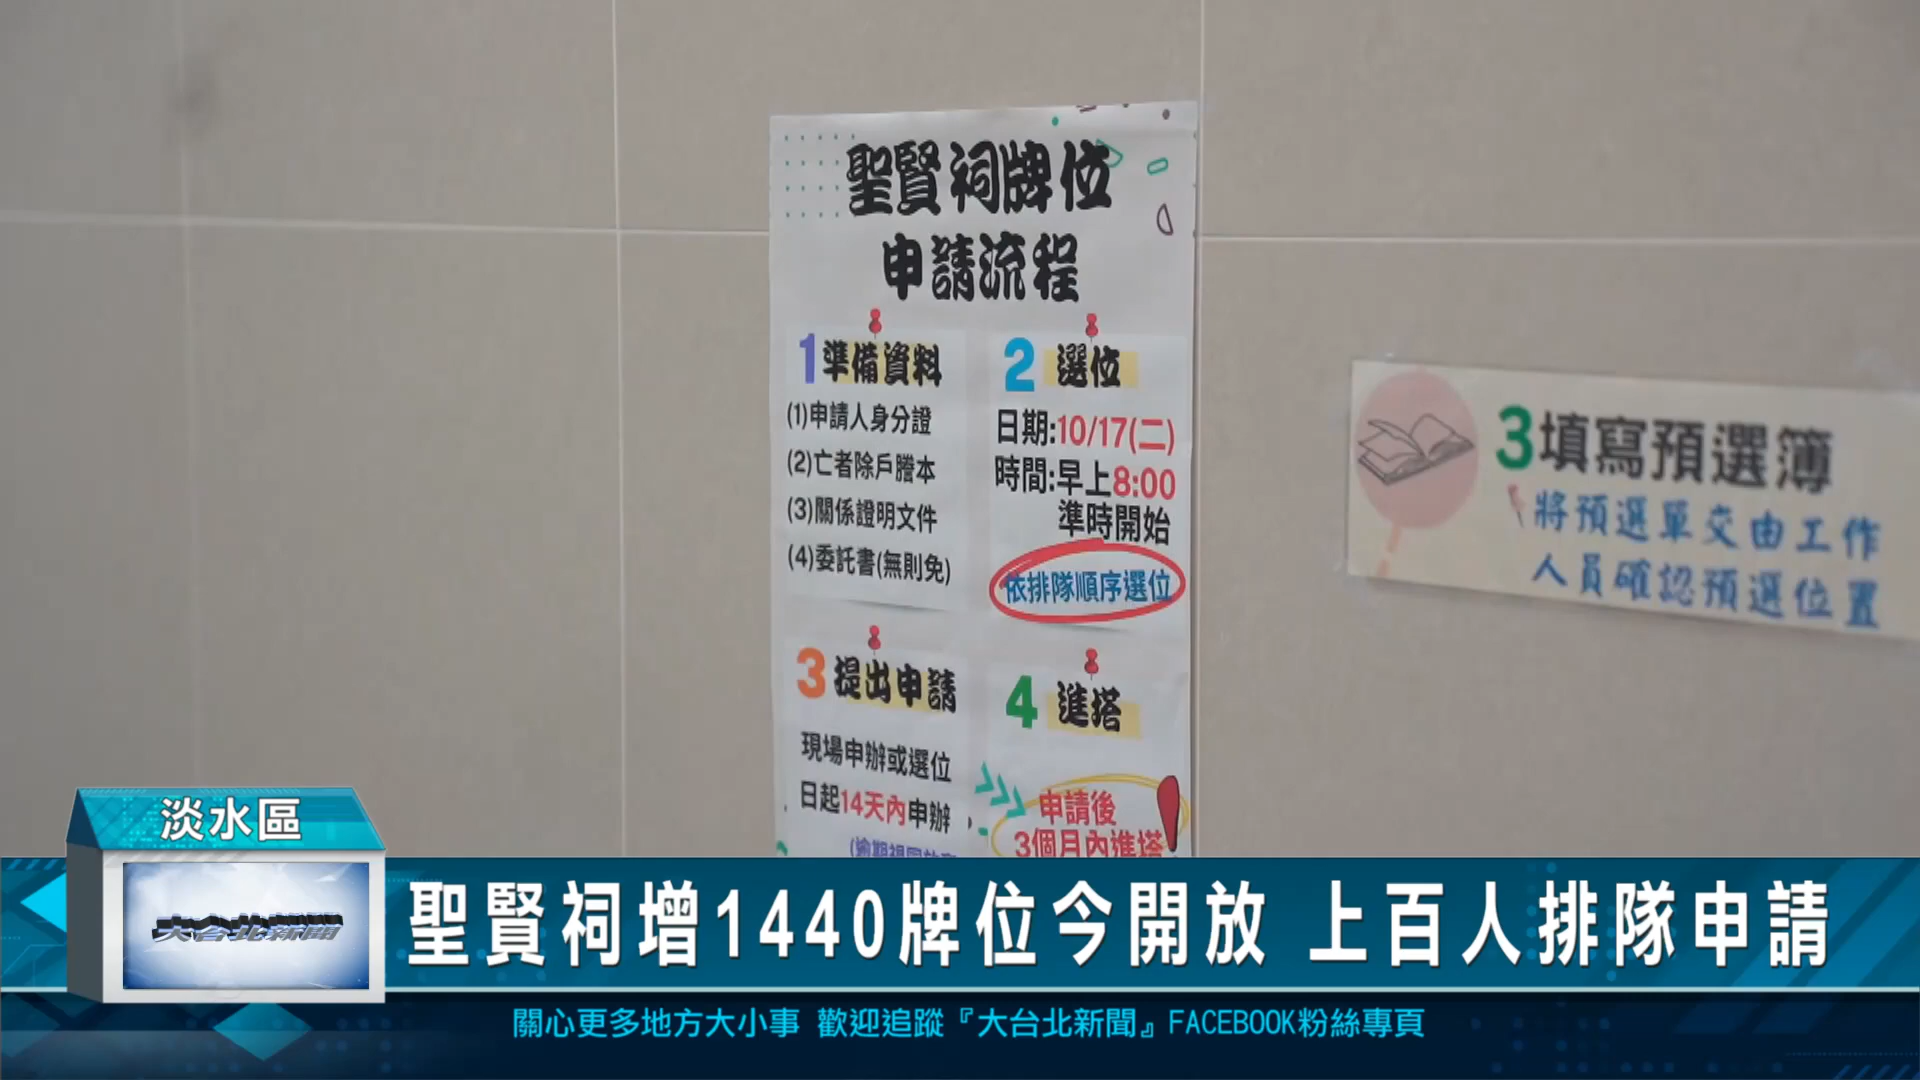 聖賢祠牌位
申請流程
1準備資料
(1)申請人身分證
(2)亡者除戶謄本
(3)關係證明文件
(4)委託書(無則免)
2 選位
日期:10/17(二)
時間:早上8:00
準時開始
依排隊順序選位
3 提出申請
現場申辦或選位
日起14天內申辦
4 進塔
申請後
3個月內進塔
3填寫預選簿
將預選單交由工作
人員確認預選位置
淡水區
大台北新聞
聖賢祠增1440牌位今開放 上百人排隊申請
關心更多地方大小事 歡迎追蹤『大台北新聞』FACEBOOK粉絲專頁